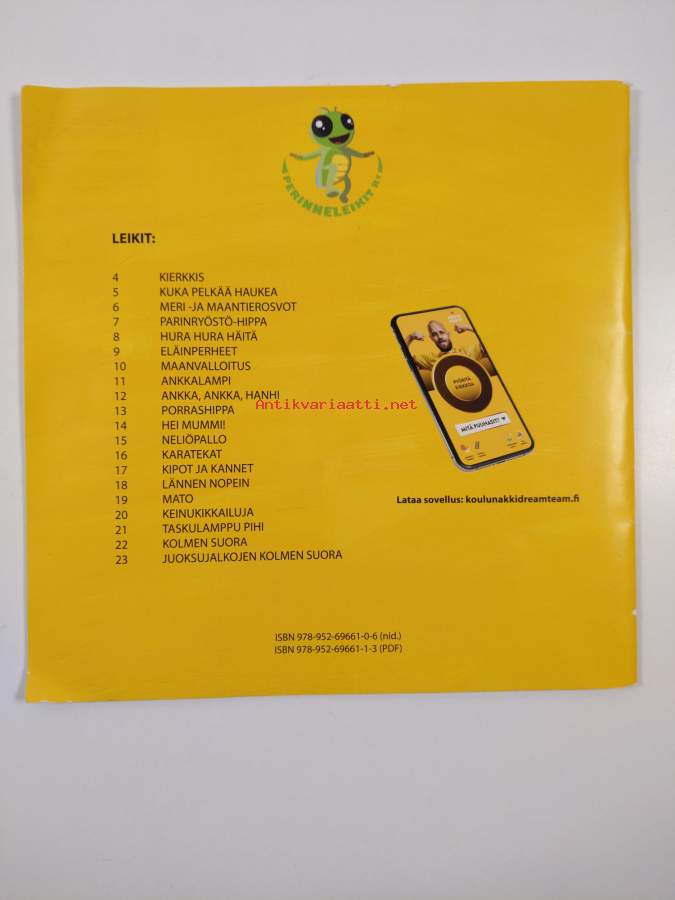 PERINNELEIKIT RY
LEIKIT:
4 KIERKKIS
5 KUKA PELKÄÄ HAUKEA
6 MERI -JA MAANTIEROSVOT
7 PARINRYÖSTÖ-HIPPA
8 HURA HURA HÄITÄ
9 ELÄINPERHEET
10 MAANVALLOITUS
11 ANKKALAMPI
12 ANKKA, ANKKA, HANHI
13 PORRASHIPPA
14 HEI MUMMI!
15 NELIÖPALLO
16 KARATEKAT
17 KIPOT JA KANNET
18 LÄNNEN NOPEIN
19 MATO
20 KEINUKIKKAILUJA
21 TASKULAMPPU PIHI
22 KOLMEN SUORA
23 JUOKSUJALKOJEN KOLMEN SUORA
Antikvariaatti.net
PYÖRITÄ
KIEKKOA
MITÄ PUUHAISIT?
Lataa sovellus: koulunakkidreamteam.fi
ISBN 978-952-69661-0-6 (nid.)
ISBN 978-952-69661-1-3 (PDF)